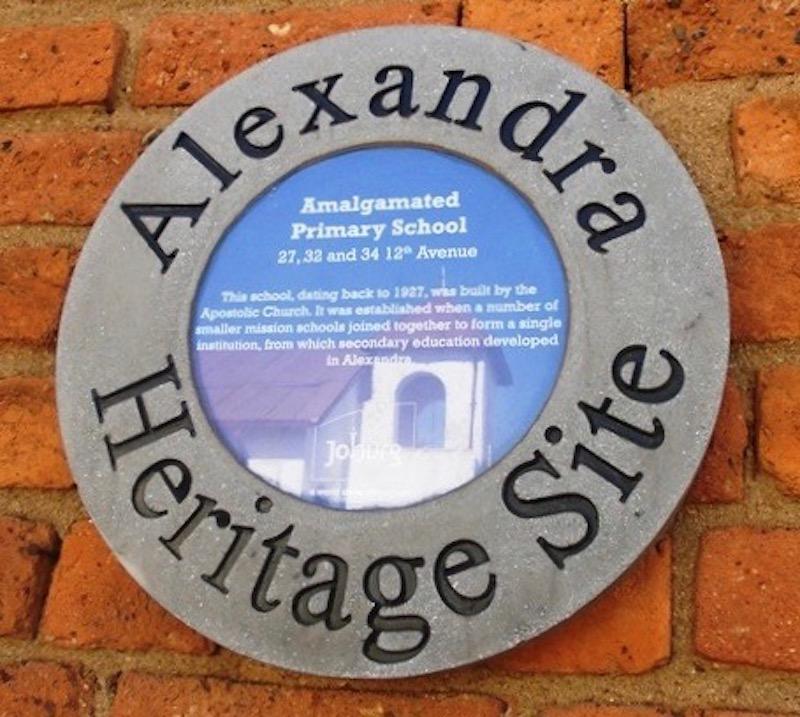 Alexandra
Amalgamated
Primary School
27, 32 and 34 12th Avenue
This school, dating back to 1927, was built by the
Apostolic Church. It was established when a number of
smaller mission schools joined together to form a single
institution, from which secondary education developed
in Alexandra.
Joburg
Heritage Site